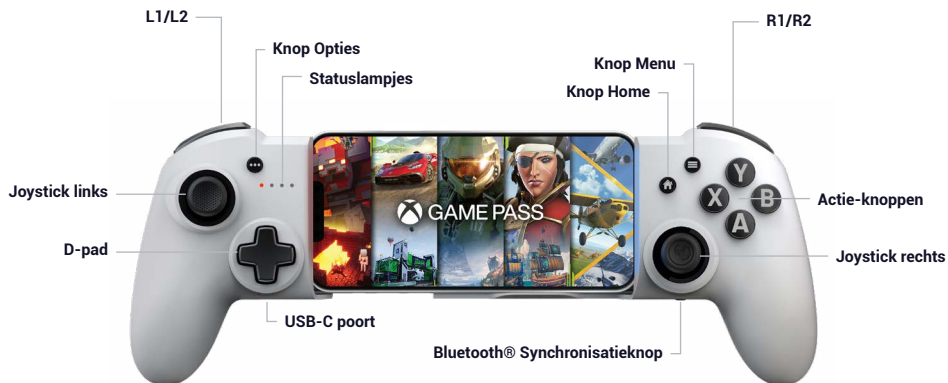 L1/L2
R1/R2
Knop Opties
Knop Menu
Statuslampjes
Knop Home
Y
X
B
Joystick links
Actie-knoppen
GAME PASS
A
D-pad
Joystick rechts
USB-C poort
Bluetooth® Synchronisatieknop